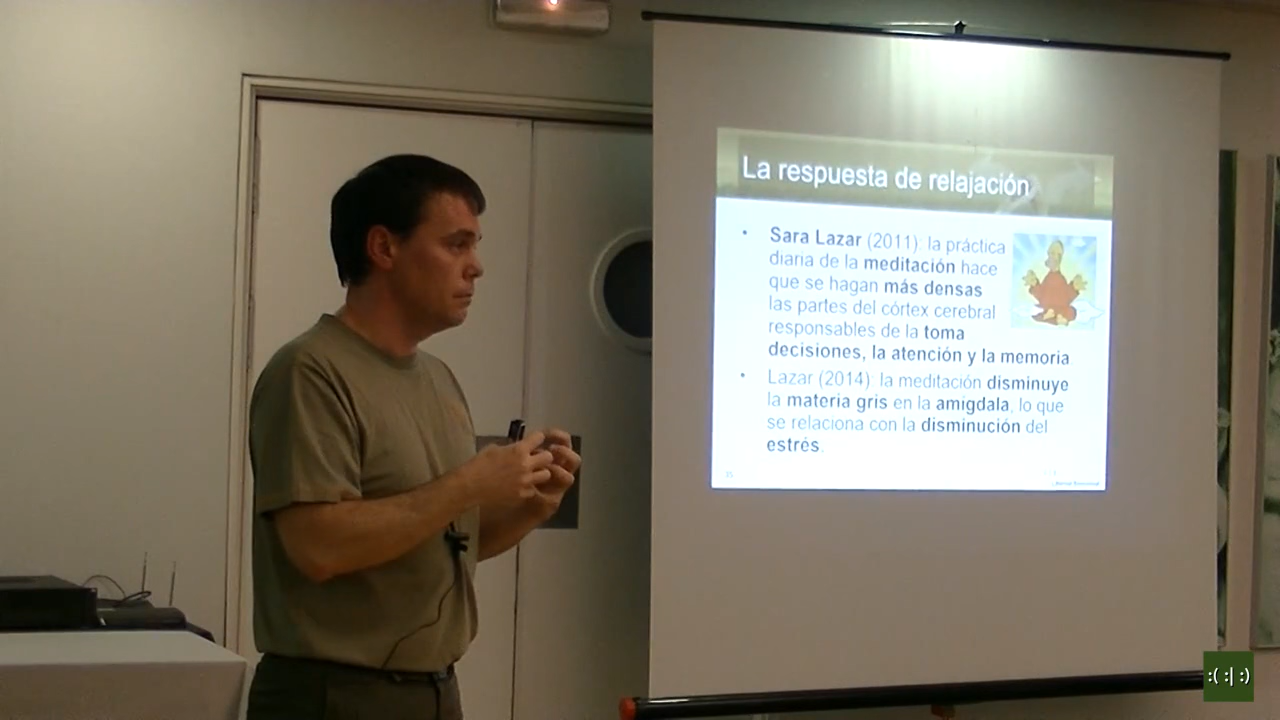 La respuesta de relajación
• Sara Lazar (2011): la práctica
diaria de la meditación hace
que se hagan más densas
las partes del córtex cerebral
responsables de la toma
decisiones, la atención y la memoria
• Lazar (2014): la meditación disminuye
la materia gris en la amigdala, lo que
se relaciona con la disminución del
estrés.
:( :| :)